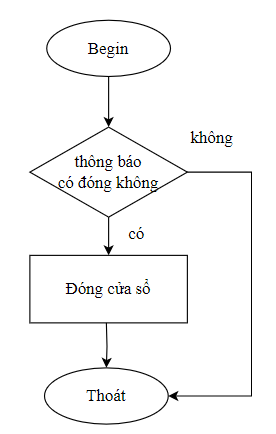 Begin
không
thông báo
có đóng không
có
Đóng cửa sổ
Thoát